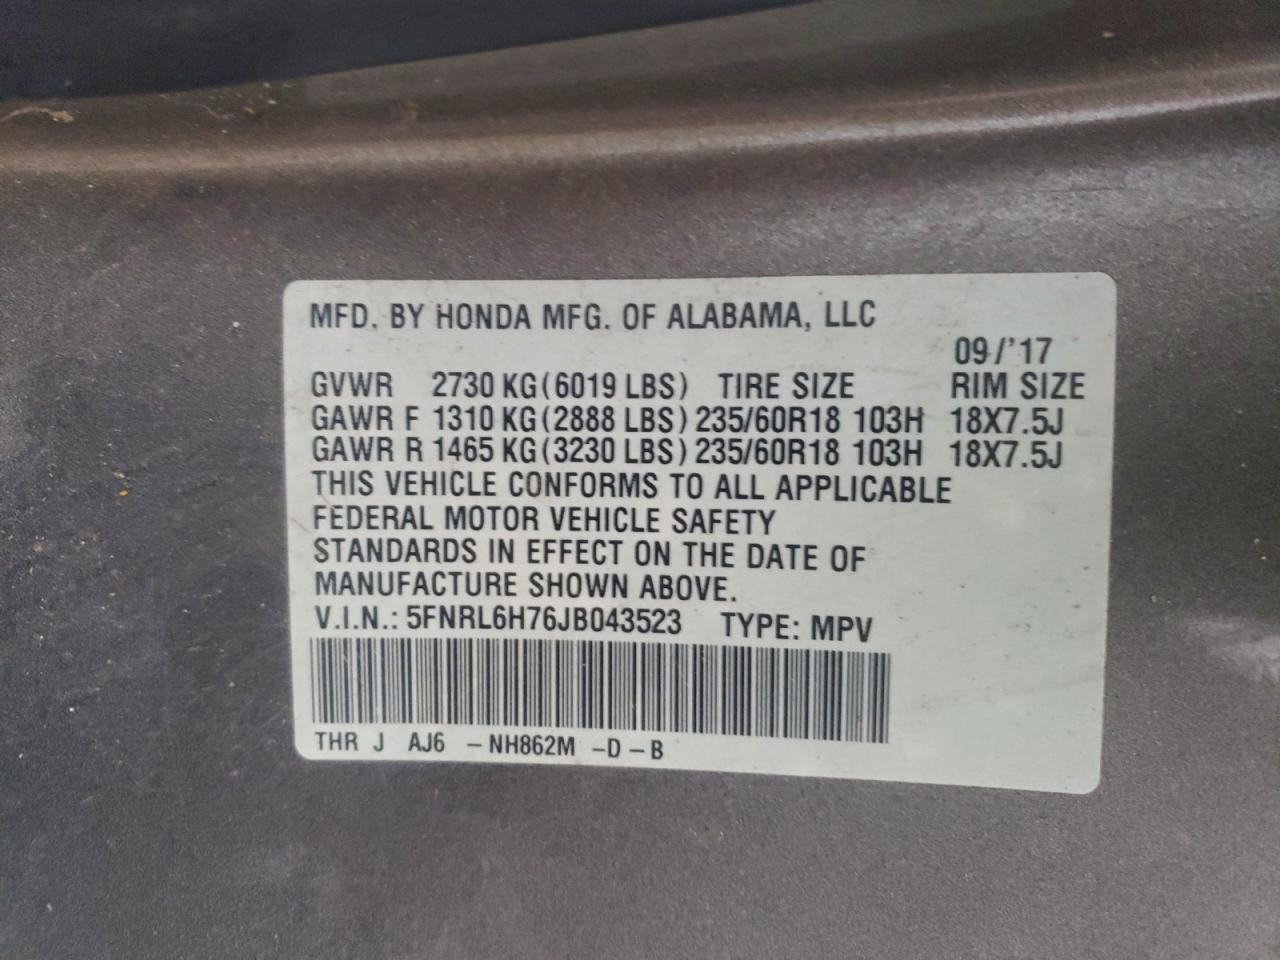 MFD. BY HONDA MFG. OF ALABAMA, LLC
09/'17
GVWR 2730 KG(6019 LBS) TIRE SIZE RIM SIZE
GAWR F 1310 KG(2888 LBS) 235/60R18 103H 18X7.5J
GAWR R 1465 KG(3230 LBS) 235/60R18 103H 18X7.5J
THIS VEHICLE CONFORMS TO ALL APPLICABLE
FEDERAL MOTOR VEHICLE SAFETY
STANDARDS IN EFFECT ON THE DATE OF
MANUFACTURE SHOWN ABOVE.
V.I.N.: 5FNRL6H76JB043523 TYPE: MPV
THR J AJ6 -NH862M -D-B